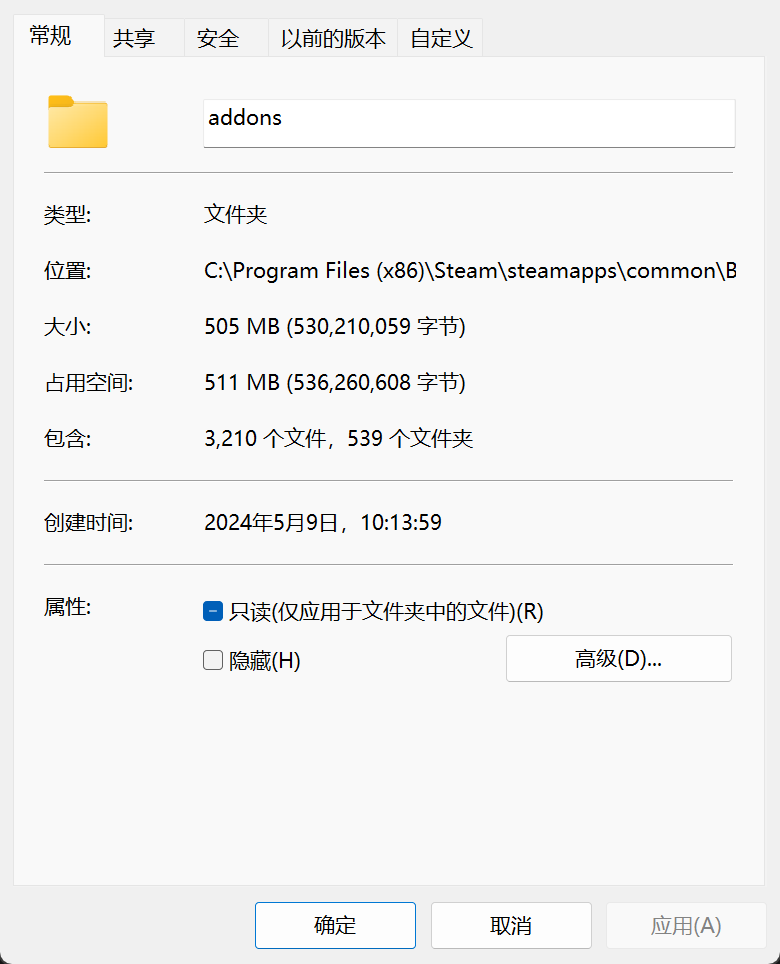 常规 共享 安全 以前的版本 自定义
addons
类型: 文件夹
位置: C:\Program Files (x86)\Steam\steamapps\common\B
大小: 505 MB (530,210,059 字节)
占用空间: 511 MB (536,260,608 字节)
包含: 3,210 个文件，539 个文件夹
创建时间: 2024年5月9日，10:13:59
属性: 只读(仅应用于文件夹中的文件)(R)
隐藏(H) 高级(D)...
确定 取消 应用(A)